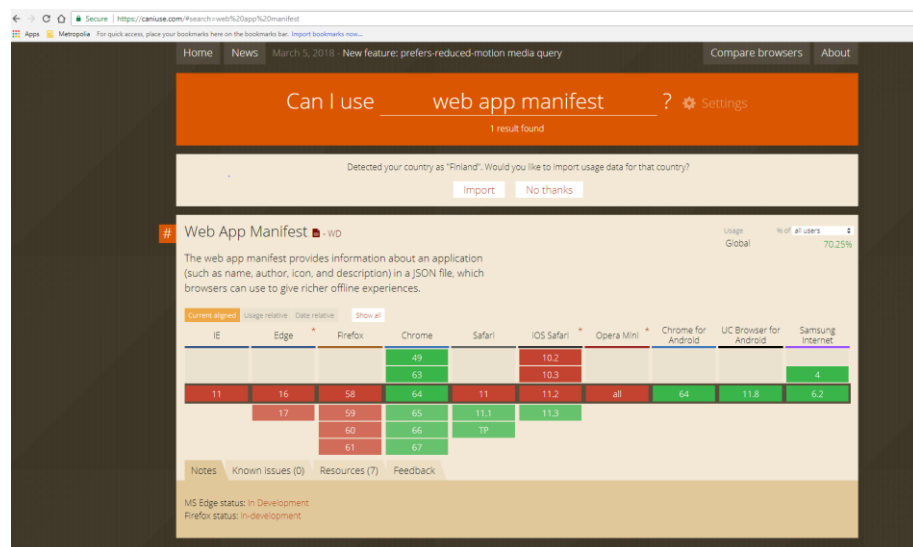 Secure | https://caniuse.com/#search=web%20app%20manifest
Apps Metropolia For quick access, place your bookmarks here on the bookmarks bar. Import bookmarks now...
Home News March 5, 2018 - New feature: prefers-reduced-motion media query Compare browsers About
Can I use web app manifest ? Settings
1 result found
Detected your country as "Finland". Would you like to import usage data for that country?
Import No thanks
# Web App Manifest - WD
Usage % of all users
Global 70.25%
The web app manifest provides information about an application
(such as name, author, icon, and description) in a JSON file, which
browsers can use to give richer offline experiences.
Current aligned Usage relative Date relative Show all
IE Edge * Firefox Chrome Safari iOS Safari * Opera Mini * Chrome for Android UC Browser for Android Samsung Internet
49 10.2
63 10.3 4
11 16 58 64 11 11.2 all 64 11.8 6.2
17 59 65 11.1 11.3
60 66 TP
61 67
Notes Known issues (0) Resources (7) Feedback
MS Edge status: In Development
Firefox status: In-development